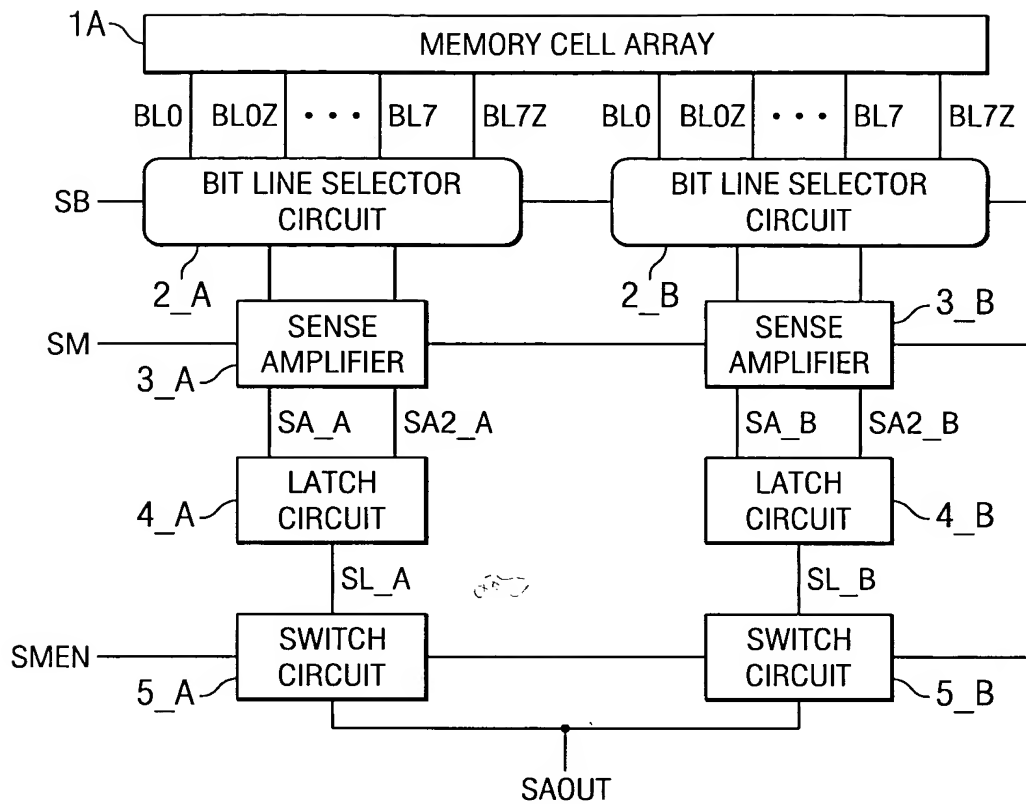 1A
MEMORY CELL ARRAY
BL0 BL0Z ••• BL7 BL7Z BL0 BL0Z ••• BL7 BL7Z
SB
BIT LINE SELECTOR
CIRCUIT
BIT LINE SELECTOR
CIRCUIT
2_A
2_B
SM
SENSE
AMPLIFIER
3_A
SENSE
AMPLIFIER
3_B
SA_A SA2_A SA_B SA2_B
LATCH
CIRCUIT
4_A
LATCH
CIRCUIT
4_B
SL_A SL_B
SMEN
SWITCH
CIRCUIT
5_A
SWITCH
CIRCUIT
5_B
SAOUT